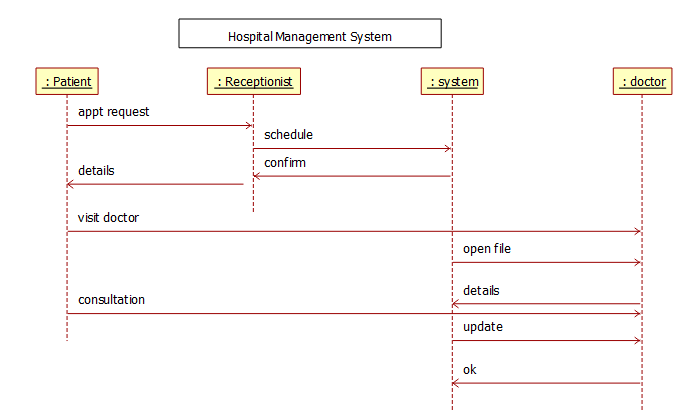 Hospital Management System
: Patient
: Receptionist
: system
: doctor
appt request
schedule
confirm
details
visit doctor
open file
details
consultation
update
ok